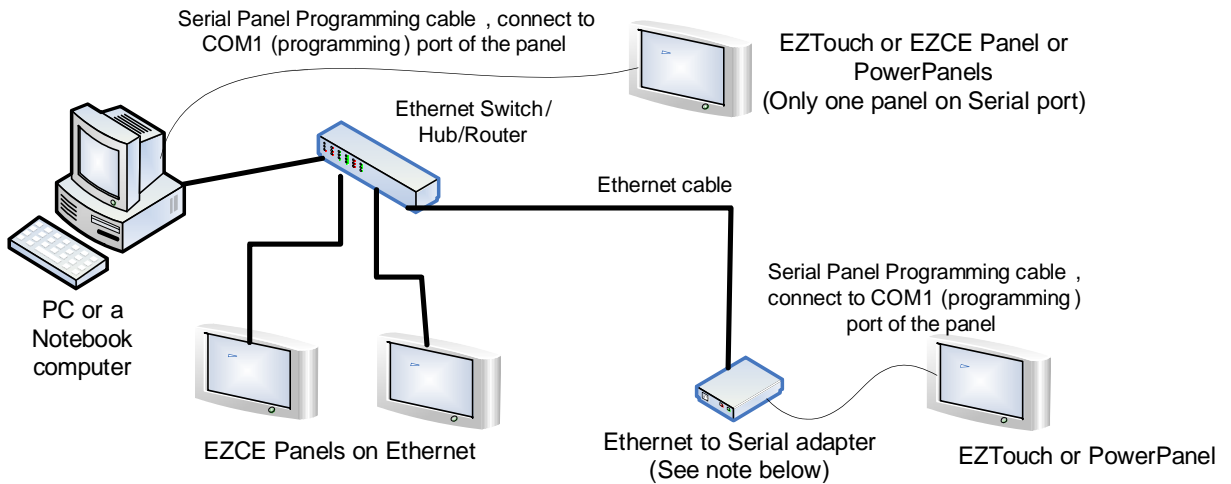 Serial Panel Programming cable , connect to
COM1 (programming ) port of the panel
EZTouch or EZCE Panel or
PowerPanels
(Only one panel on Serial port)
Ethernet Switch/
Hub/Router
Ethernet cable
Serial Panel Programming cable ,
connect to COM1 (programming )
port of the panel
PC or a
Notebook
computer
EZCE Panels on Ethernet
Ethernet to Serial adapter
(See note below)
EZTouch or PowerPanel